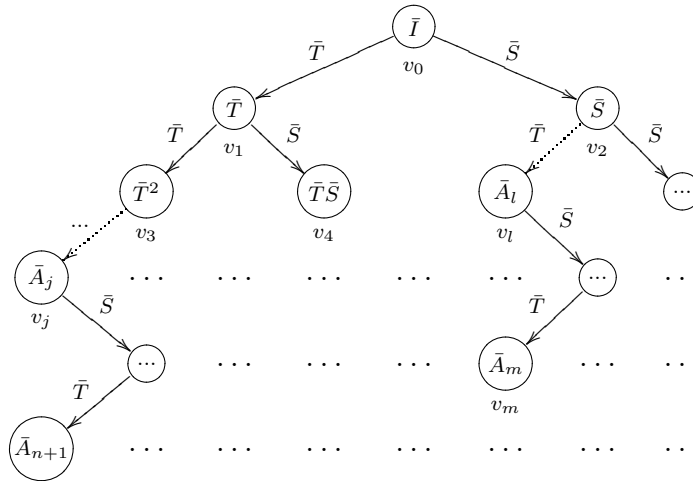 Ī
T̄ S̄
v₀
T̄ S̄
T̄ S̄ v₁ T̄ v₂ S̄
T̄² T̄S̄ Ā_l ...
... v₃ v₄ v_l S̄
Ā_j ... ... ... ... ... ... ...
v_j S̄ T̄
... ... ... ... Ā_m ... ...
T̄ v_m
Ā_{n+1} ... ... ... ... ... ... ...